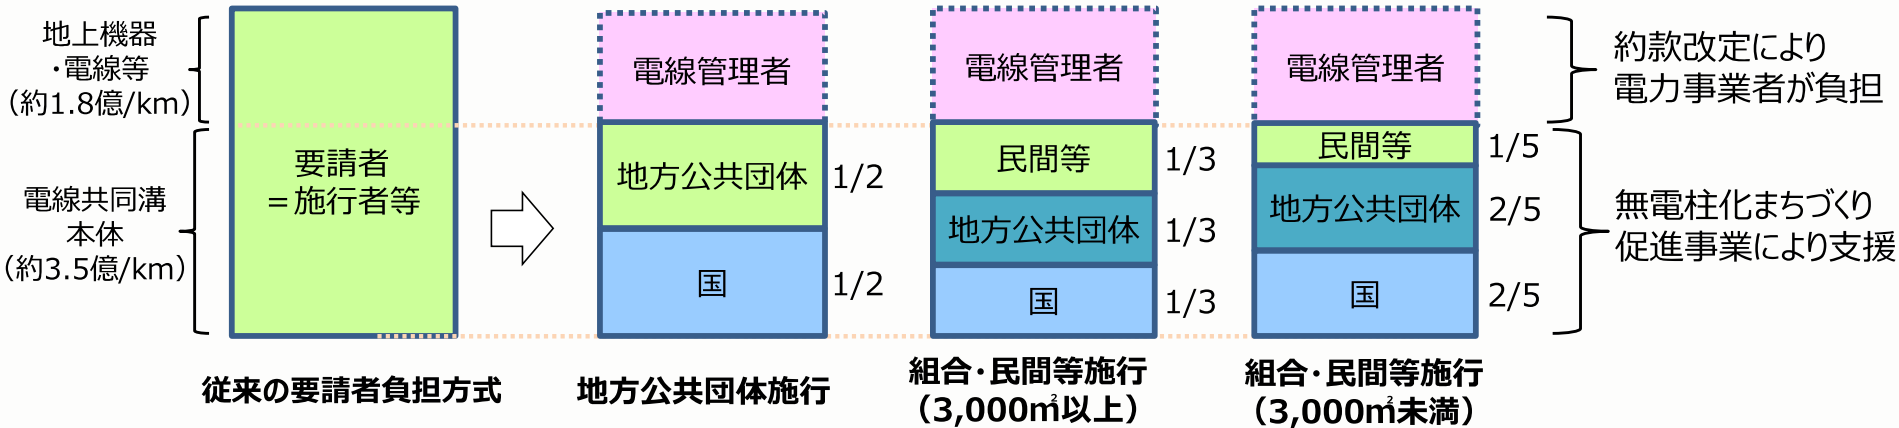 地上機器
・電線等
（約1.8億/km）
電線共同溝
本体
（約3.5億/km）
要請者
＝施行者等
従来の要請者負担方式
電線管理者
地方公共団体
1/2
国
1/2
地方公共団体施行
電線管理者
民間等
1/3
地方公共団体
1/3
国
1/3
組合・民間等施行
（3,000㎡以上）
電線管理者
民間等
1/5
地方公共団体
2/5
国
2/5
組合・民間等施行
（3,000㎡未満）
約款改定により
電力事業者が負担
無電柱化まちづくり
促進事業により支援